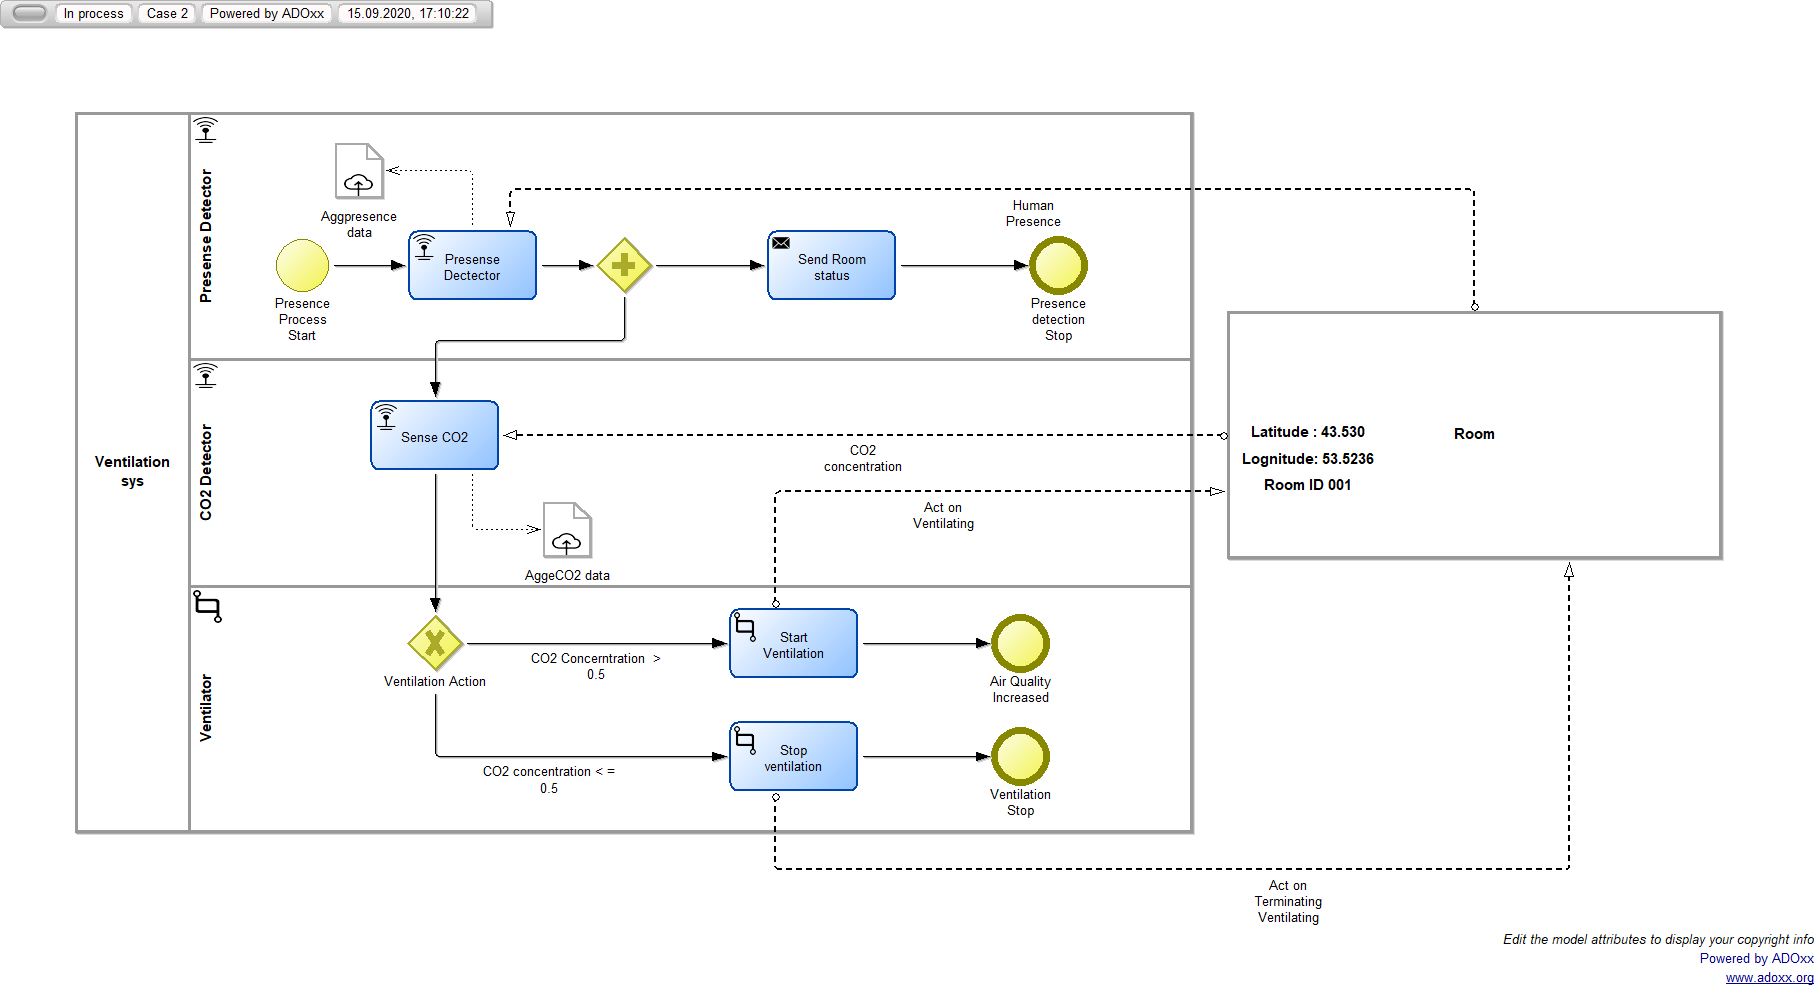 In process
Case 2
Powered by ADOxx
15.09.2020, 17:10:22
Ventilation
sys
Presense Detector
Aggpresence
data
Presence
Process
Start
Presense
Dectector
Send Room
status
Human
Presence
Presence
detection
Stop
CO2 Detector
Sense CO2
CO2
concentration
Act on
Ventilating
AggeCO2 data
Latitude : 43.530
Lognitude: 53.5236
Room ID 001
Room
Ventilator
Ventilation Action
CO2 Concerntration >
0.5
Start
Ventilation
Air Quality
Increased
CO2 concentration < =
0.5
Stop
ventilation
Ventilation
Stop
Act on
Terminating
Ventilating
Edit the model attributes to display your copyright info
Powered by ADOxx
www.adoxx.org